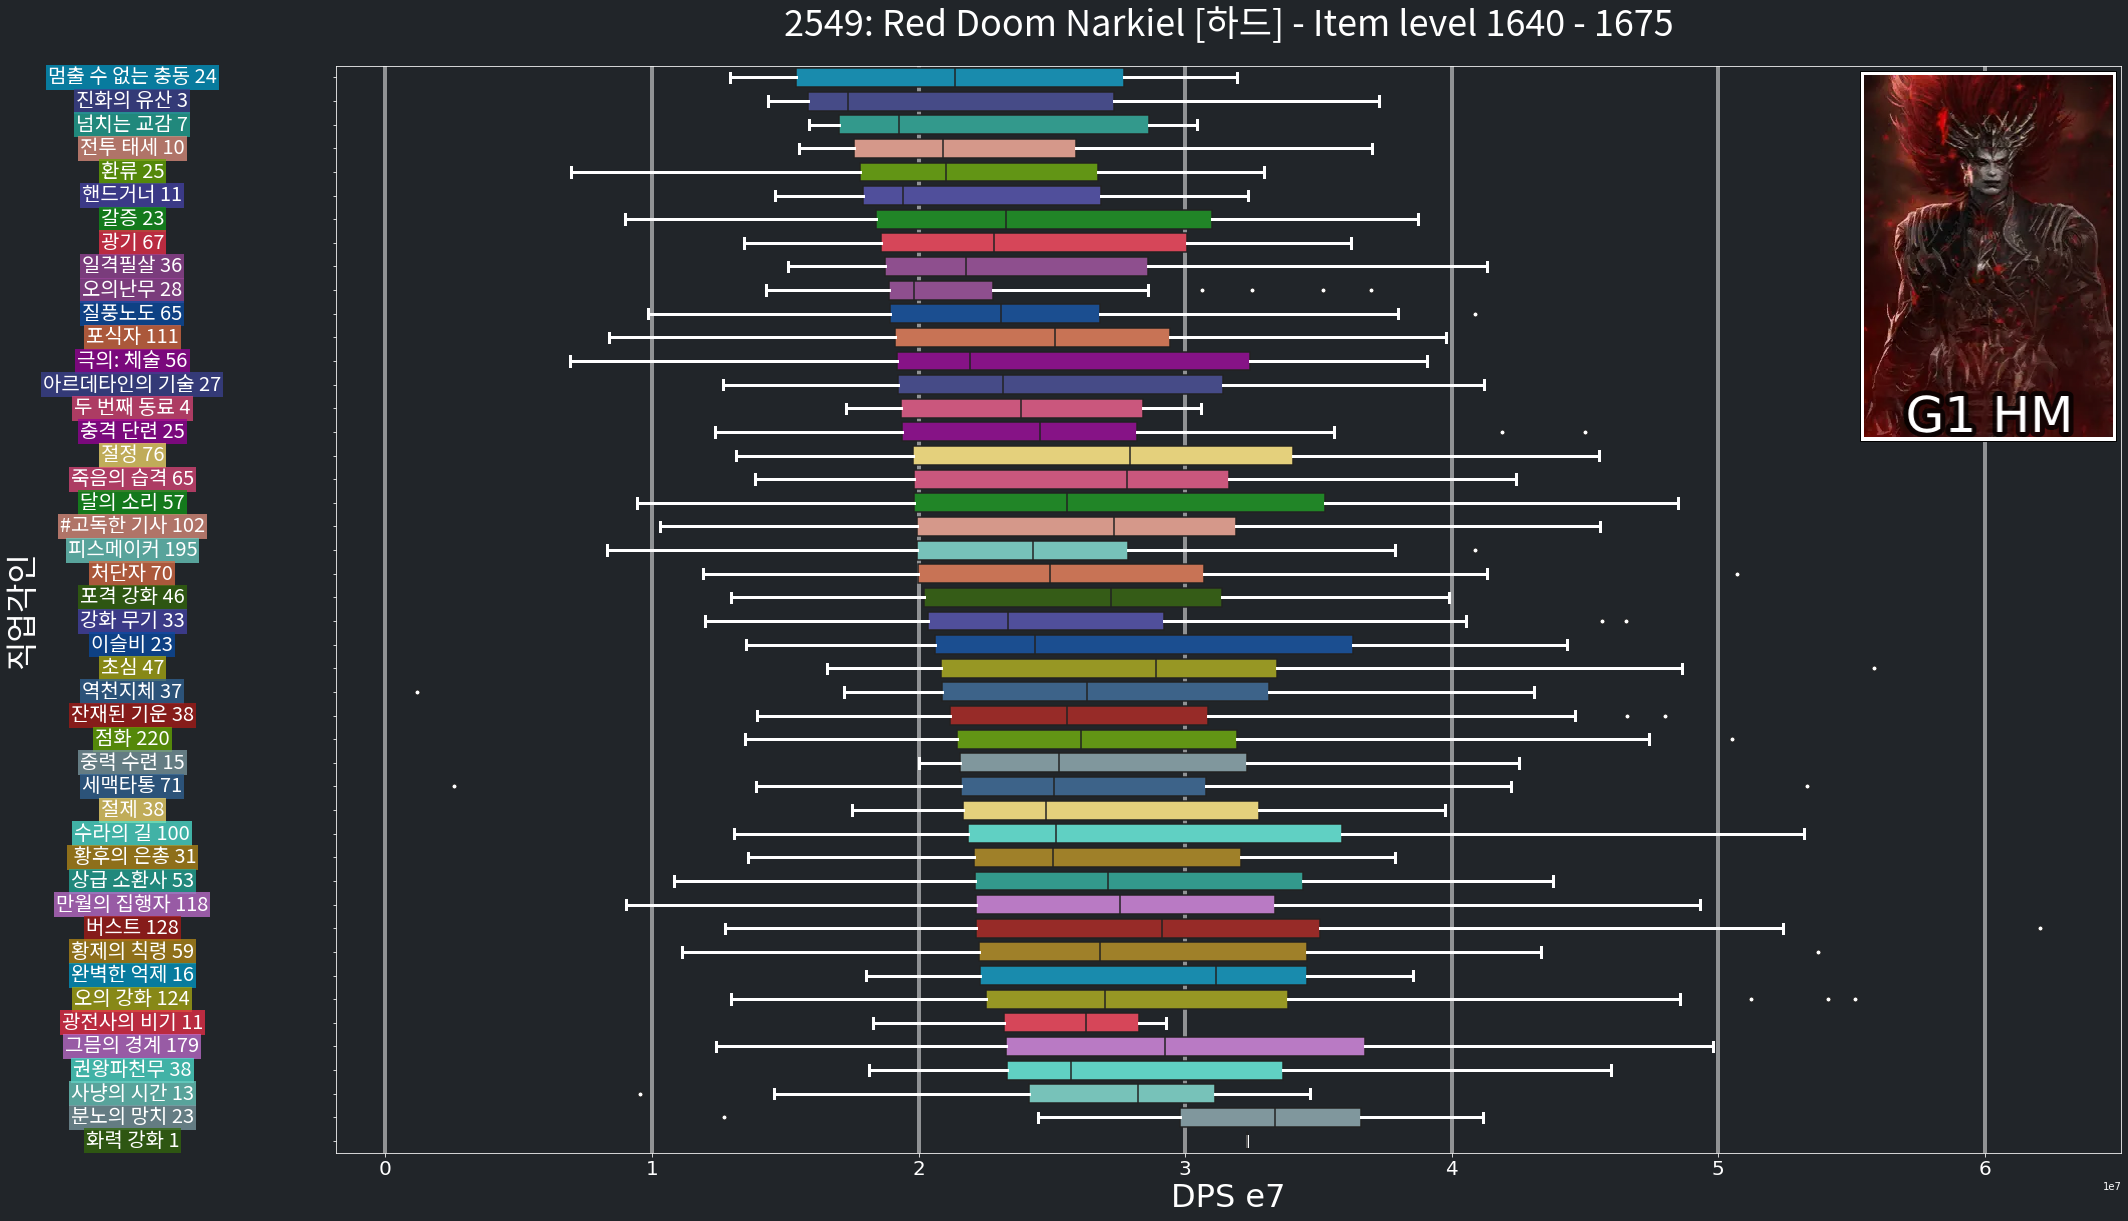 2549: Red Doom Narkiel [하드] - Item level 1640 - 1675
멈출 수 없는 충동 24
진화의 유산 3
넘치는 교감 7
전투 태세 10
환류 25
핸드거너 11
갈증 23
광기 67
일격필살 36
오의난무 28
질풍노도 65
포식자 111
극의: 체술 56
아르데타인의 기술 27
두 번째 동료 4
충격 단련 25
절정 76
죽음의 습격 65
달의 소리 57
#고독한 기사 102
피스메이커 195
처단자 70
포격 강화 46
강화 무기 33
이슬비 23
초심 47
역천지체 37
잔재된 기운 38
점화 220
중력 수련 15
세맥타통 71
절제 38
수라의 길 100
황후의 은총 31
상급 소환사 53
만월의 집행자 118
버스트 128
황제의 칙령 59
완벽한 억제 16
오의 강화 124
광전사의 비기 11
그믐의 경계 179
권왕파천무 38
사냥의 시간 13
분노의 망치 23
화력 강화 1
직업각인
G1 HM
0 1 2 3 4 5 6
1e7
DPS e7